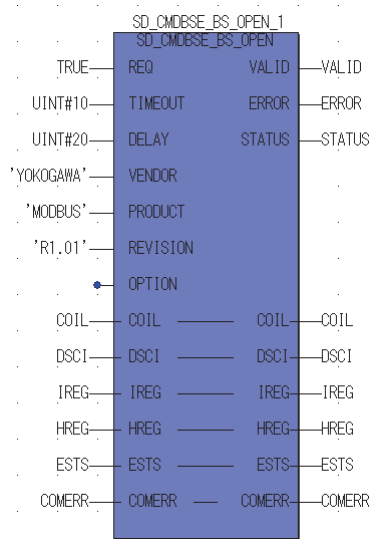 SD_CMDBSE_BS_OPEN_1
SD_CMDBSE_BS_OPEN
TRUE REQ VALID VALID
UINT#10 TIMEOUT ERROR ERROR
UINT#20 DELAY STATUS STATUS
'YOKOGAWA' VENDOR
'MODBUS' PRODUCT
'R1.01' REVISION
OPTION
COIL COIL COIL COIL
DSCI DSCI DSCI DSCI
IREG IREG IREG IREG
HREG HREG HREG HREG
ESTS ESTS ESTS ESTS
COMERR COMERR COMERR COMERR